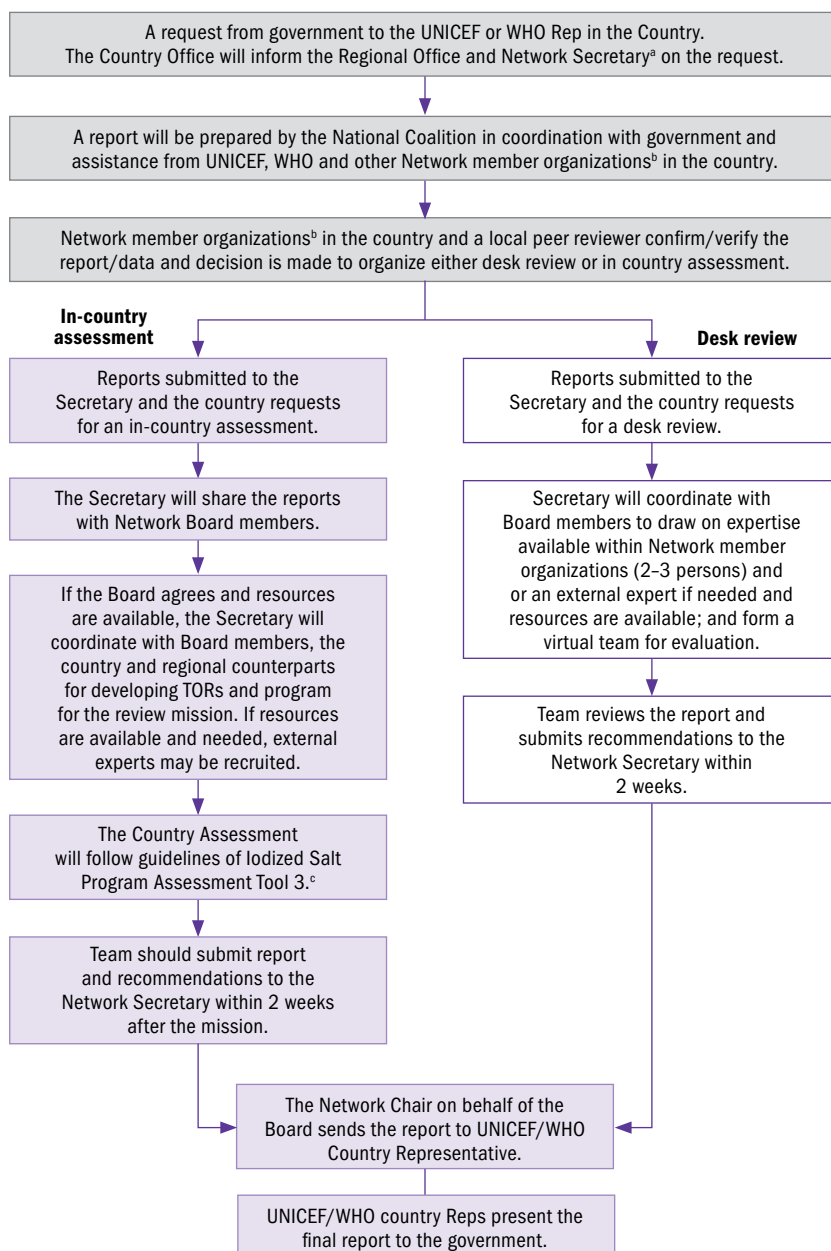 A request from government to the UNICEF or WHO Rep in the Country.
The Country Office will inform the Regional Office and Network Secretaryᵃ on the request.
A report will be prepared by the National Coalition in coordination with government and
assistance from UNICEF, WHO and other Network member organizationsᵇ in the country.
Network member organizationsᵇ in the country and a local peer reviewer confirm/verify the
report/data and decision is made to organize either desk review or in country assessment.
In-country
assessment
Reports submitted to the
Secretary and the country requests
for an in-country assessment.
The Secretary will share the reports
with Network Board members.
If the Board agrees and resources
are available, the Secretary will
coordinate with Board members, the
country and regional counterparts
for developing TORs and program
for the review mission. If resources
are available and needed, external
experts may be recruited.
The Country Assessment
will follow guidelines of Iodized Salt
Program Assessment Tool 3.ᶜ
Team should submit report
and recommendations to the
Network Secretary within 2 weeks
after the mission.
Desk review
Reports submitted to the
Secretary and the country requests
for a desk review.
Secretary will coordinate with
Board members to draw on expertise
available within Network member
organizations (2–3 persons) and
or an external expert if needed and
resources are available; and form a
virtual team for evaluation.
Team reviews the report and
submits recommendations to the
Network Secretary within
2 weeks.
The Network Chair on behalf of the
Board sends the report to UNICEF/WHO
Country Representative.
UNICEF/WHO country Reps present the
final report to the government.